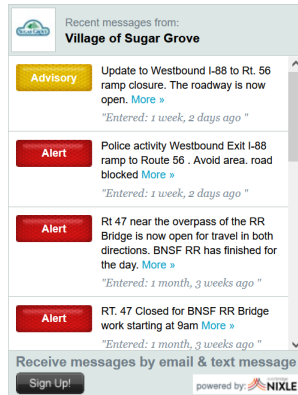 Recent messages from:
Village of Sugar Grove
SUGAR GROVE
Advisory
Update to Westbound I-88 to Rt. 56
ramp closure. The roadway is now
open. More »
"Entered: 1 week, 2 days ago "
Alert
Police activity Westbound Exit I-88
ramp to Route 56 . Avoid area. road
blocked More »
"Entered: 1 week, 2 days ago "
Alert
Rt 47 near the overpass of the RR
Bridge is now open for travel in both
directions. BNSF RR has finished for
the day. More »
"Entered: 1 month, 3 weeks ago "
Alert
RT. 47 Closed for BNSF RR Bridge
work starting at 9am More »
"Entered: 1 month, 3 weeks ago "
Receive messages by email & text message
Sign Up!
powered by:
NIXLE